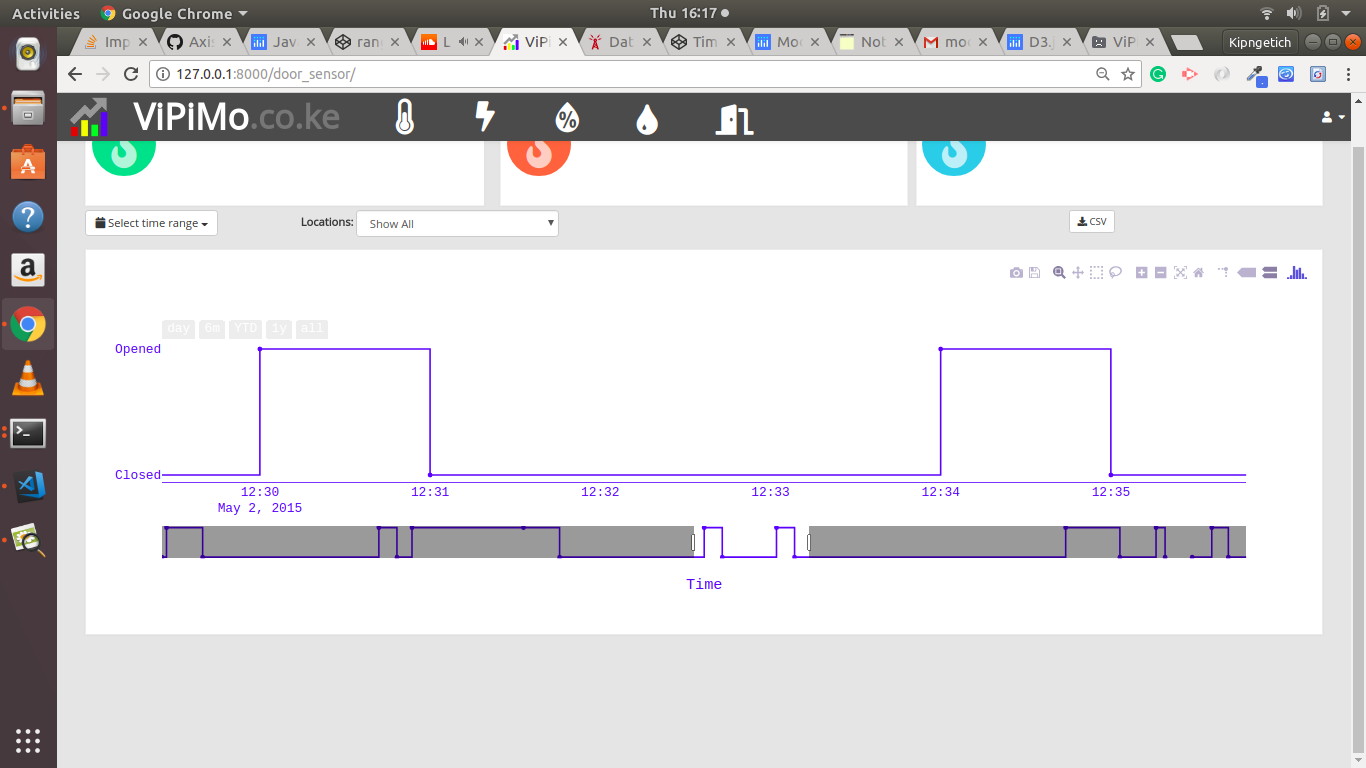 Activities
Google Chrome
Thu 16:17
Imp
Axis
Jav
ran
L
ViPi
Dat
Tim
Mod
Not
moc
D3.j
ViP
Kipngetich
127.0.0.1:8000/door_sensor/
ViPiMo.co.ke
%
Select time range
Locations:
Show All
CSV
day 6m YTD 1y all
Opened
Closed
12:30 12:31 12:32 12:33 12:34 12:35
May 2, 2015
Time